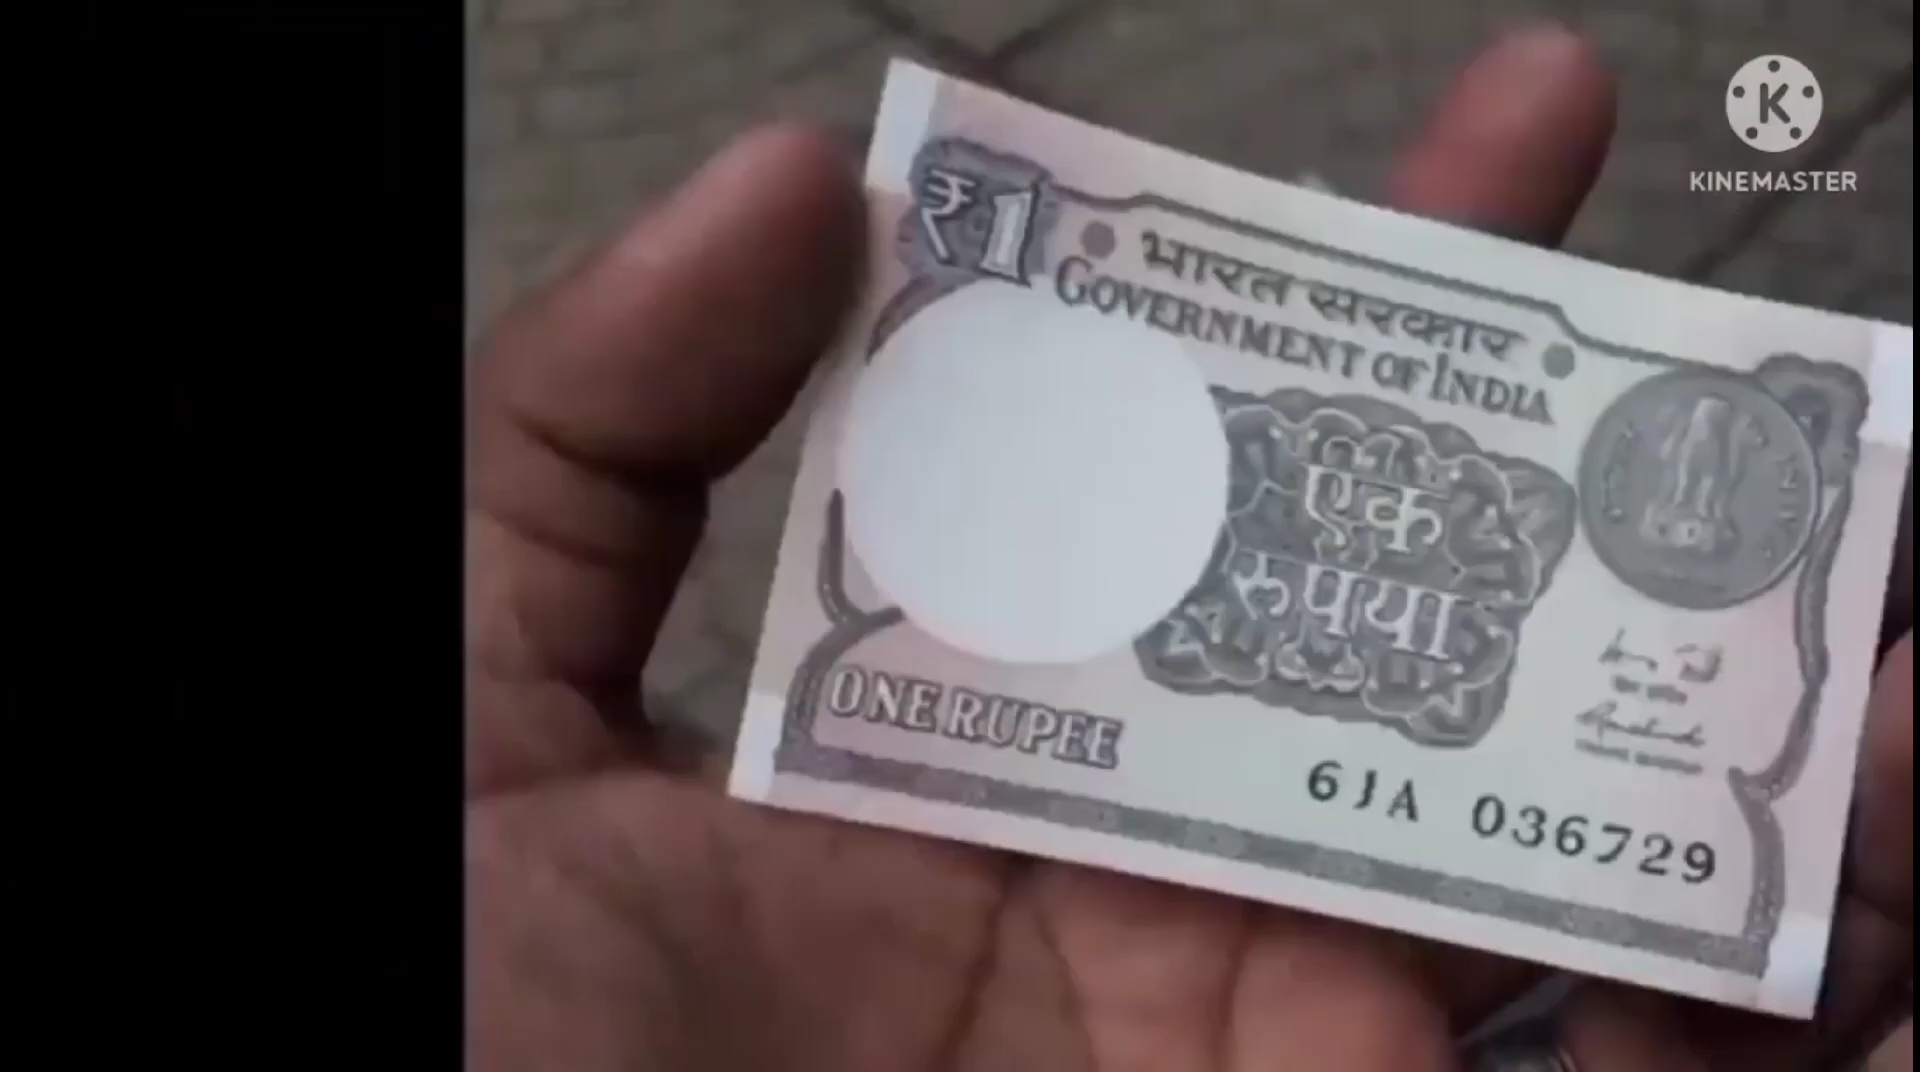 KINEMASTER
₹1
भारत सरकार
GOVERNMENT OF INDIA
एक
रुपया
ONE RUPEE
6JA 036729